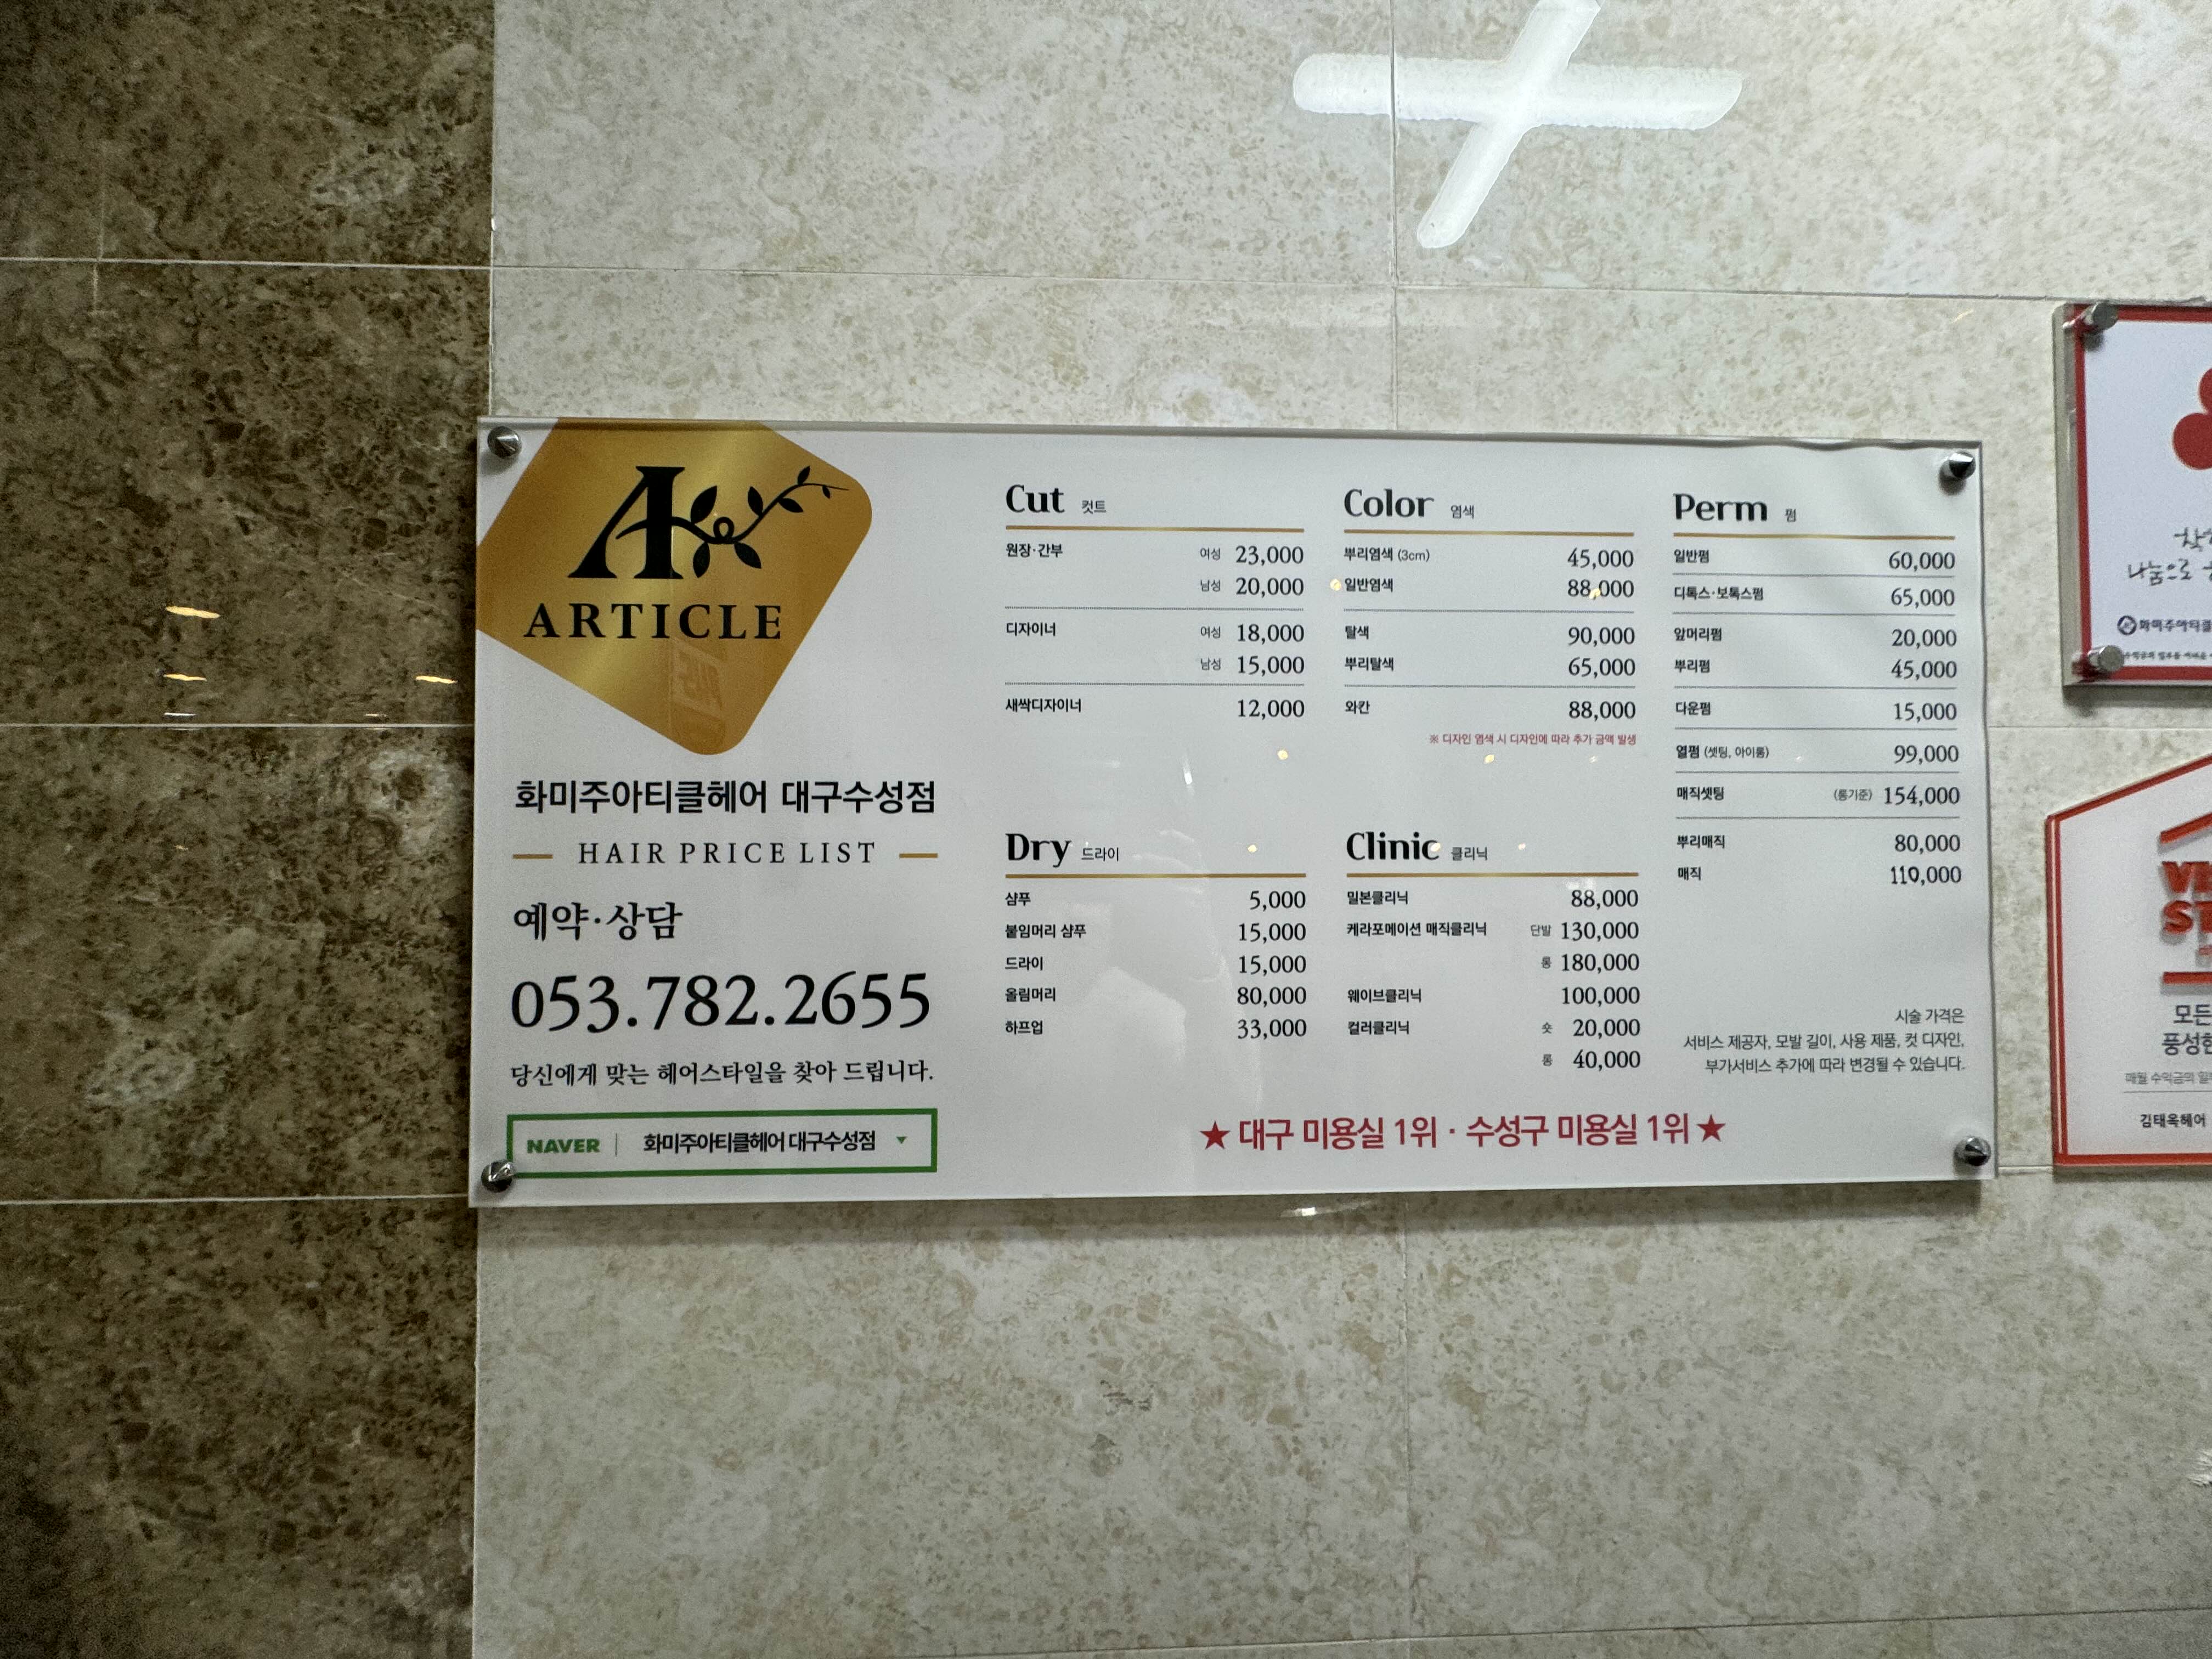 ARTICLE
화미주아티클헤어 대구수성점
HAIR PRICE LIST
예약·상담
053.782.2655
당신에게 맞는 헤어스타일을 찾아 드립니다.
NAVER | 화미주아티클헤어 대구수성점
Cut 컷트
원장·간부 여성 23,000
남성 20,000
디자이너 여성 18,000
남성 15,000
새싹디자이너 12,000
Color 염색
뿌리염색 (3cm) 45,000
일반염색 88,000
탈색 90,000
뿌리탈색 65,000
와칸 88,000
※ 디자인 염색 시 디자인에 따라 추가 금액 발생
Perm 펌
일반펌 60,000
디톡스·보톡스펌 65,000
앞머리펌 20,000
뿌리펌 45,000
다운펌 15,000
열펌 (셋팅, 아이롱) 99,000
매직셋팅 (롱기준) 154,000
뿌리매직 80,000
매직 110,000
Dry 드라이
샴푸 5,000
붙임머리 샴푸 15,000
드라이 15,000
올림머리 80,000
하프업 33,000
Clinic 클리닉
밀본클리닉 88,000
케라포메이션 매직클리닉 단발 130,000
롱 180,000
웨이브클리닉 100,000
컬러클리닉 숏 20,000
롱 40,000
시술 가격은
서비스 제공자, 모발 길이, 사용 제품, 컷 디자인,
부가서비스 추가에 따라 변경될 수 있습니다.
★ 대구 미용실 1위 · 수성구 미용실 1위 ★
나눔으로
화미주아티클
모든
풍성한
매월 수익금의
김태욱헤어